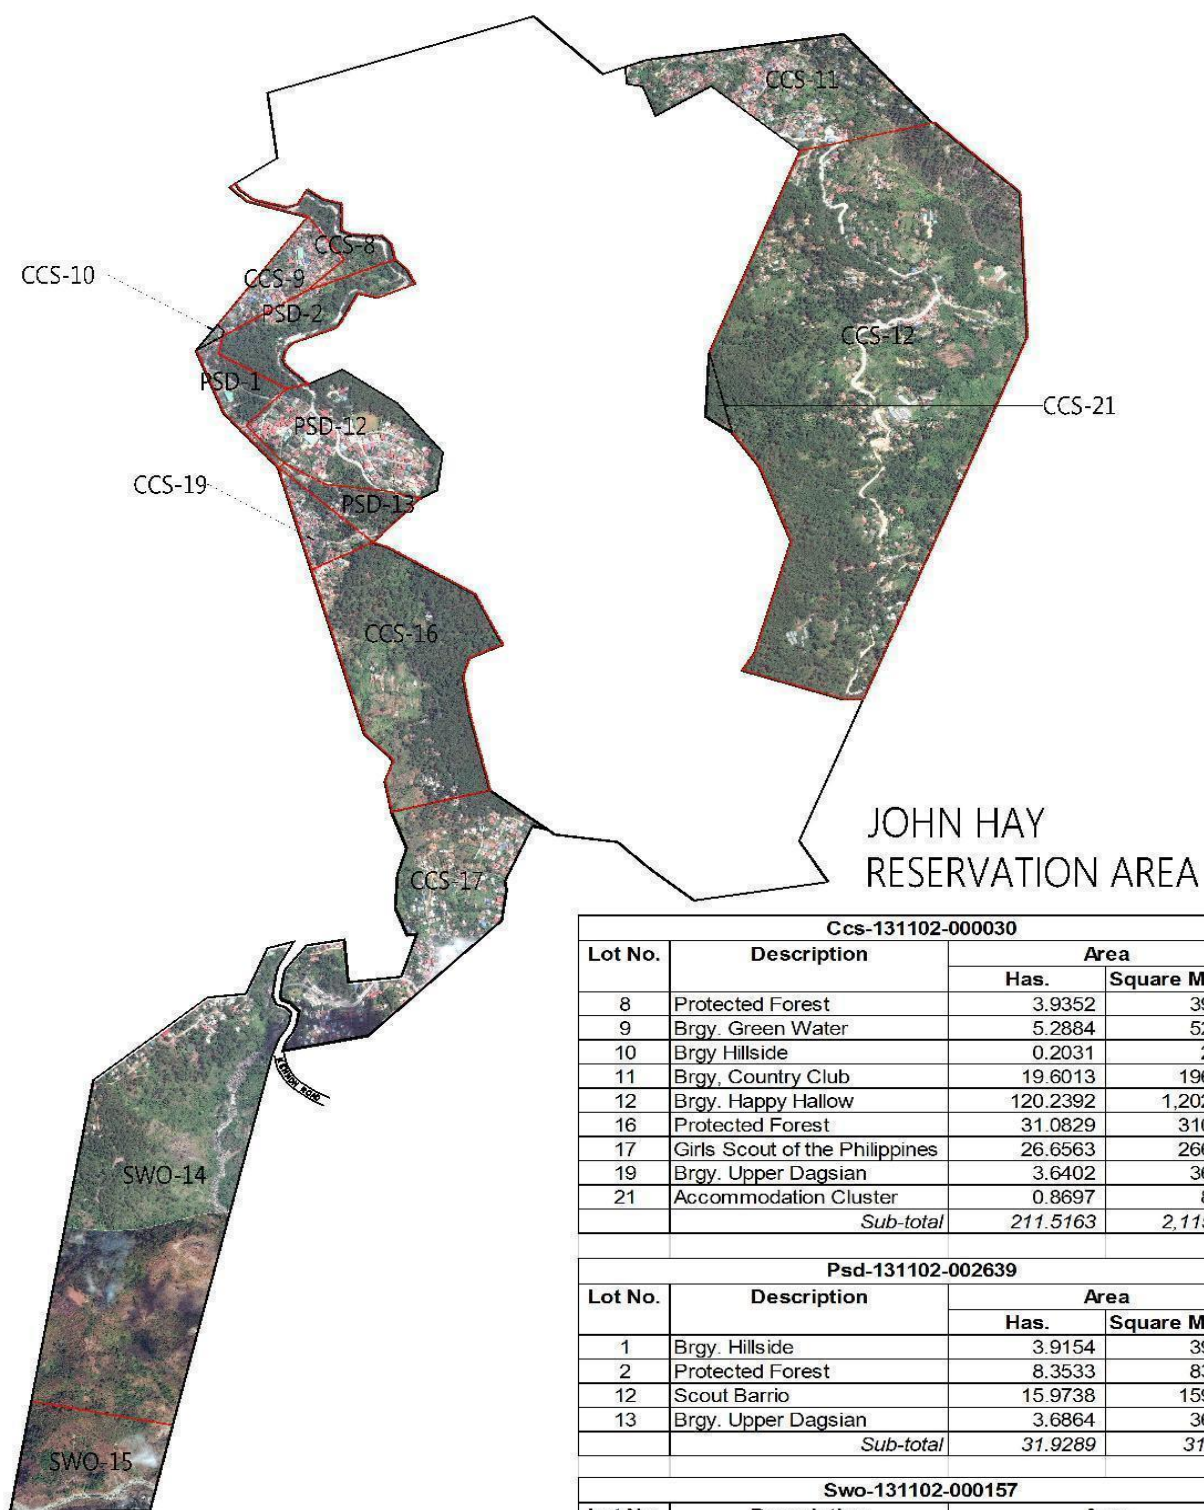 CCS-11
CCS-8
CCS-10
CCS-9
PSD-2
CCS-12
PSD-1
CCS-21
PSD-12
CCS-19
PSD-13
CCS-16
JOHN HAY
RESERVATION AREA
CCS-17
KENNON ROAD
SWO-14
SWO-15
Ccs-131102-000030
Lot No. Description Area
Has. Square M
8 Protected Forest 3.9352
9 Brgy. Green Water 5.2884
10 Brgy Hillside 0.2031
11 Brgy, Country Club 19.6013
12 Brgy. Happy Hallow 120.2392
16 Protected Forest 31.0829
17 Girls Scout of the Philippines 26.6563
19 Brgy. Upper Dagsian 3.6402
21 Accommodation Cluster 0.8697
Sub-total 211.5163
Psd-131102-002639
Lot No. Description Area
Has. Square M
1 Brgy. Hillside 3.9154
2 Protected Forest 8.3533
12 Scout Barrio 15.9738
13 Brgy. Upper Dagsian 3.6864
Sub-total 31.9289
Swo-131102-000157